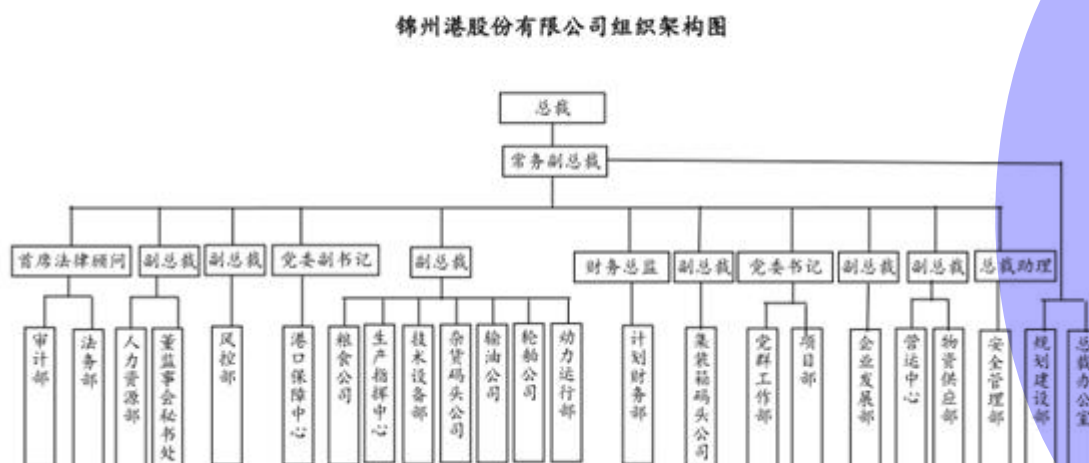 锦州港股份有限公司组织架构图
总裁
常务副总裁
首席法律顾问
副总裁
副总裁
党委副书记
副总裁
财务总监
副总裁
党委书记
副总裁
副总裁
总裁助理
审计部
法务部
人力资源部
董监事会秘书处
风控部
港口保障中心
粮食公司
生产指挥中心
技术设备部
杂货码头公司
输油公司
轮船公司
动力运行部
计划财务部
集装箱码头公司
党群工作部
项目部
企业发展部
营运中心
物资供应部
安全管理部
规划建设部
总裁办公室